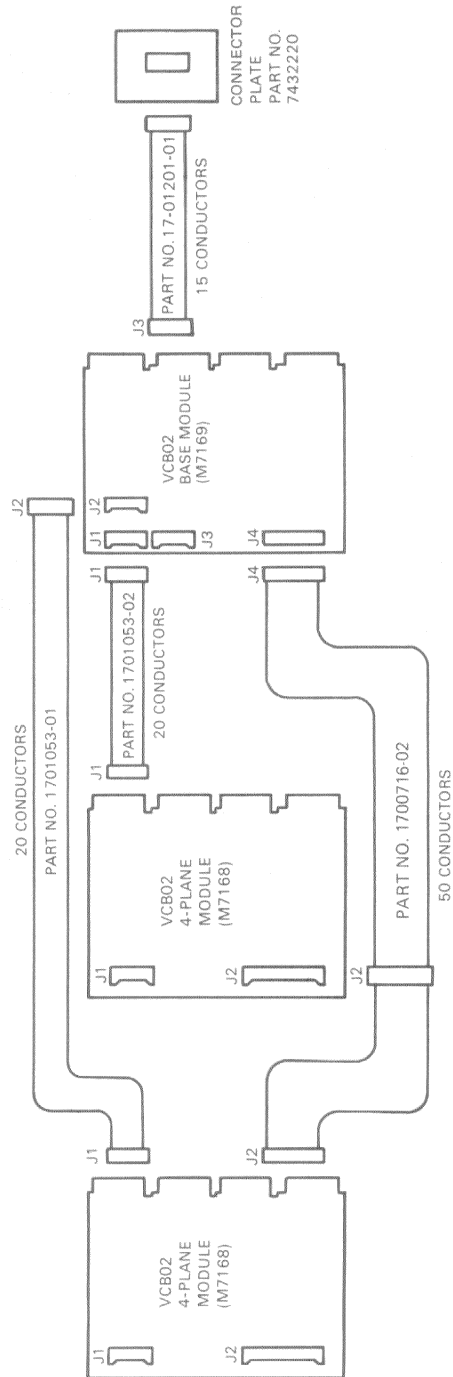 20 CONDUCTORS
PART NO. 1701053-01
J1
J2
VCB02
4-PLANE
MODULE
(M7168)
J1
J2
J1
J2
VCB02
4-PLANE
MODULE
(M7168)
J1
J2
PART NO. 1701053-02
20 CONDUCTORS
J1
J4
PART NO. 1700716-02
50 CONDUCTORS
J2
J1
J2
J3
J4
VCB02
BASE MODULE
(M7169)
J3
PART NO. 17-01201-01
15 CONDUCTORS
CONNECTOR
PLATE
PART NO.
7432220